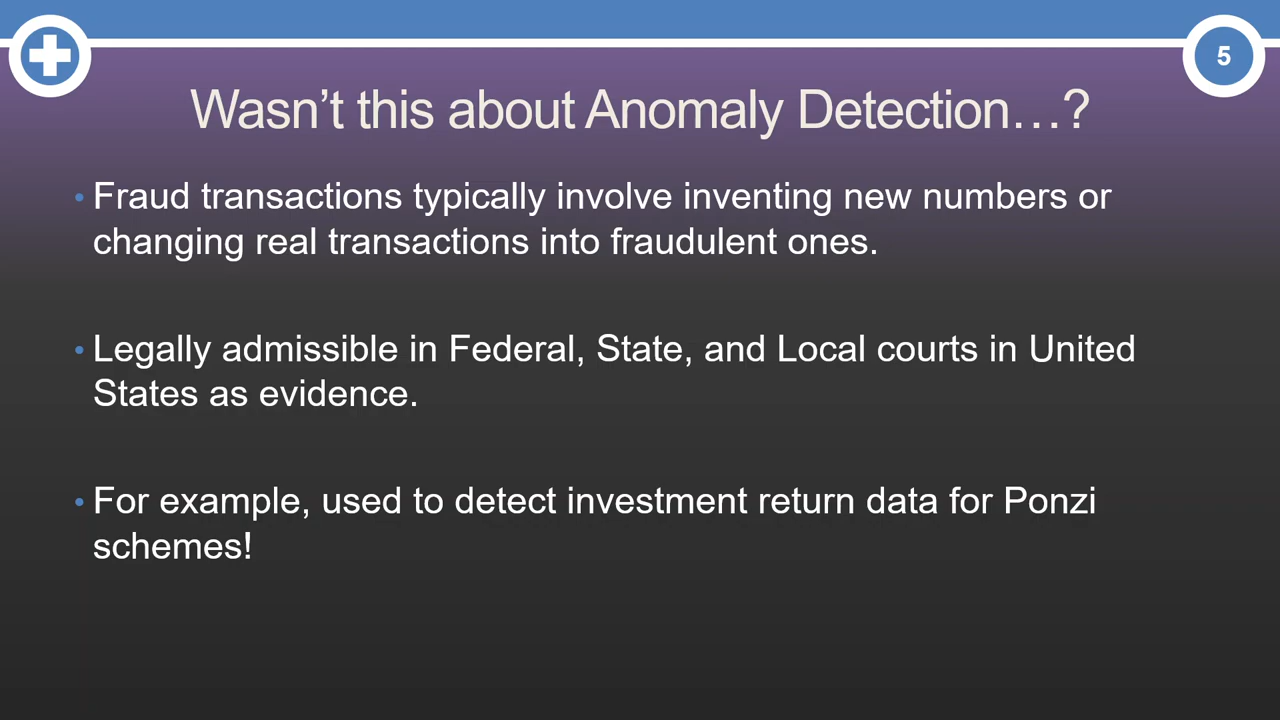 5
Wasn’t this about Anomaly Detection…?
• Fraud transactions typically involve inventing new numbers or
changing real transactions into fraudulent ones.
• Legally admissible in Federal, State, and Local courts in United
States as evidence.
• For example, used to detect investment return data for Ponzi
schemes!